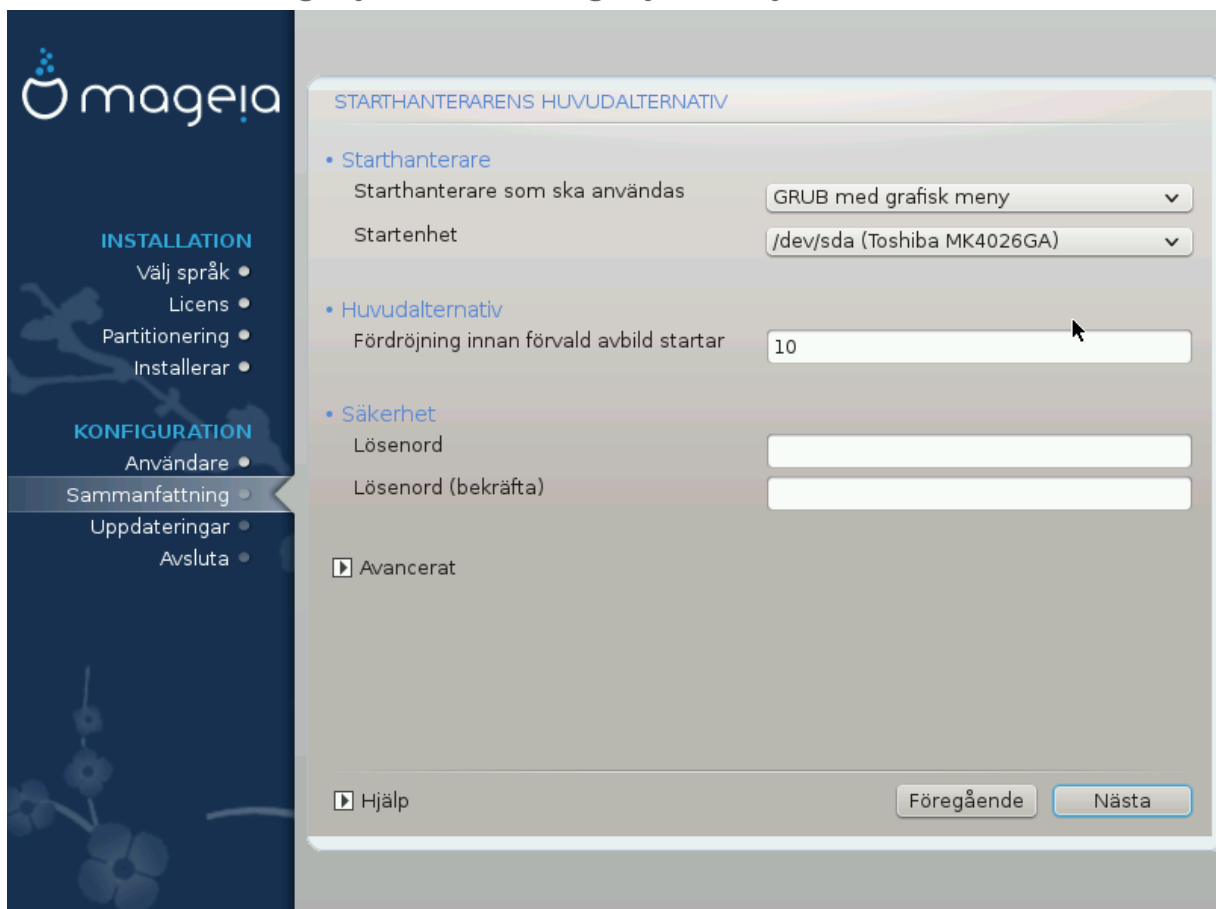 mageia
STARTHANTERARENS HUVUDALTERNATIV
• Starthanterare
Starthanterare som ska användas
GRUB med grafisk meny
Startenhet
/dev/sda (Toshiba MK4026GA)
• Huvudalternativ
Fördröjning innan förvald avbild startar
10
• Säkerhet
Lösenord
Lösenord (bekräfta)
Avancerat
Hjälp
Föregående
Nästa
INSTALLATION
Välj språk
Licens
Partitionering
Installerar
KONFIGURATION
Användare
Sammanfattning
Uppdateringar
Avsluta